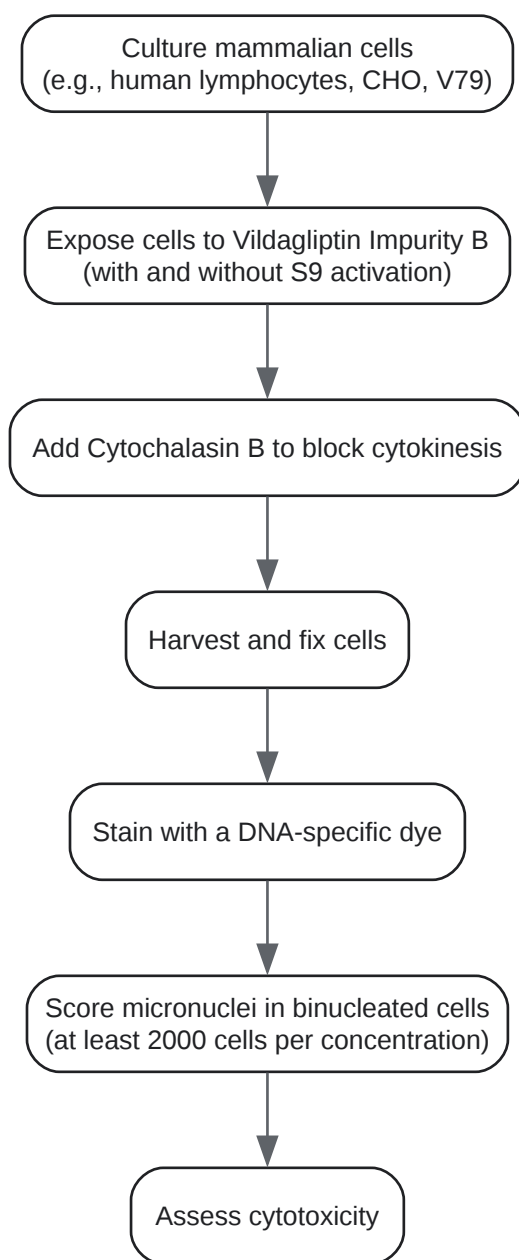 Culture mammalian cells
(e.g., human lymphocytes, CHO, V79)
Expose cells to Vildagliptin Impurity B
(with and without S9 activation)
Add Cytochalasin B to block cytokinesis
Harvest and fix cells
Stain with a DNA-specific dye
Score micronuclei in binucleated cells
(at least 2000 cells per concentration)
Assess cytotoxicity